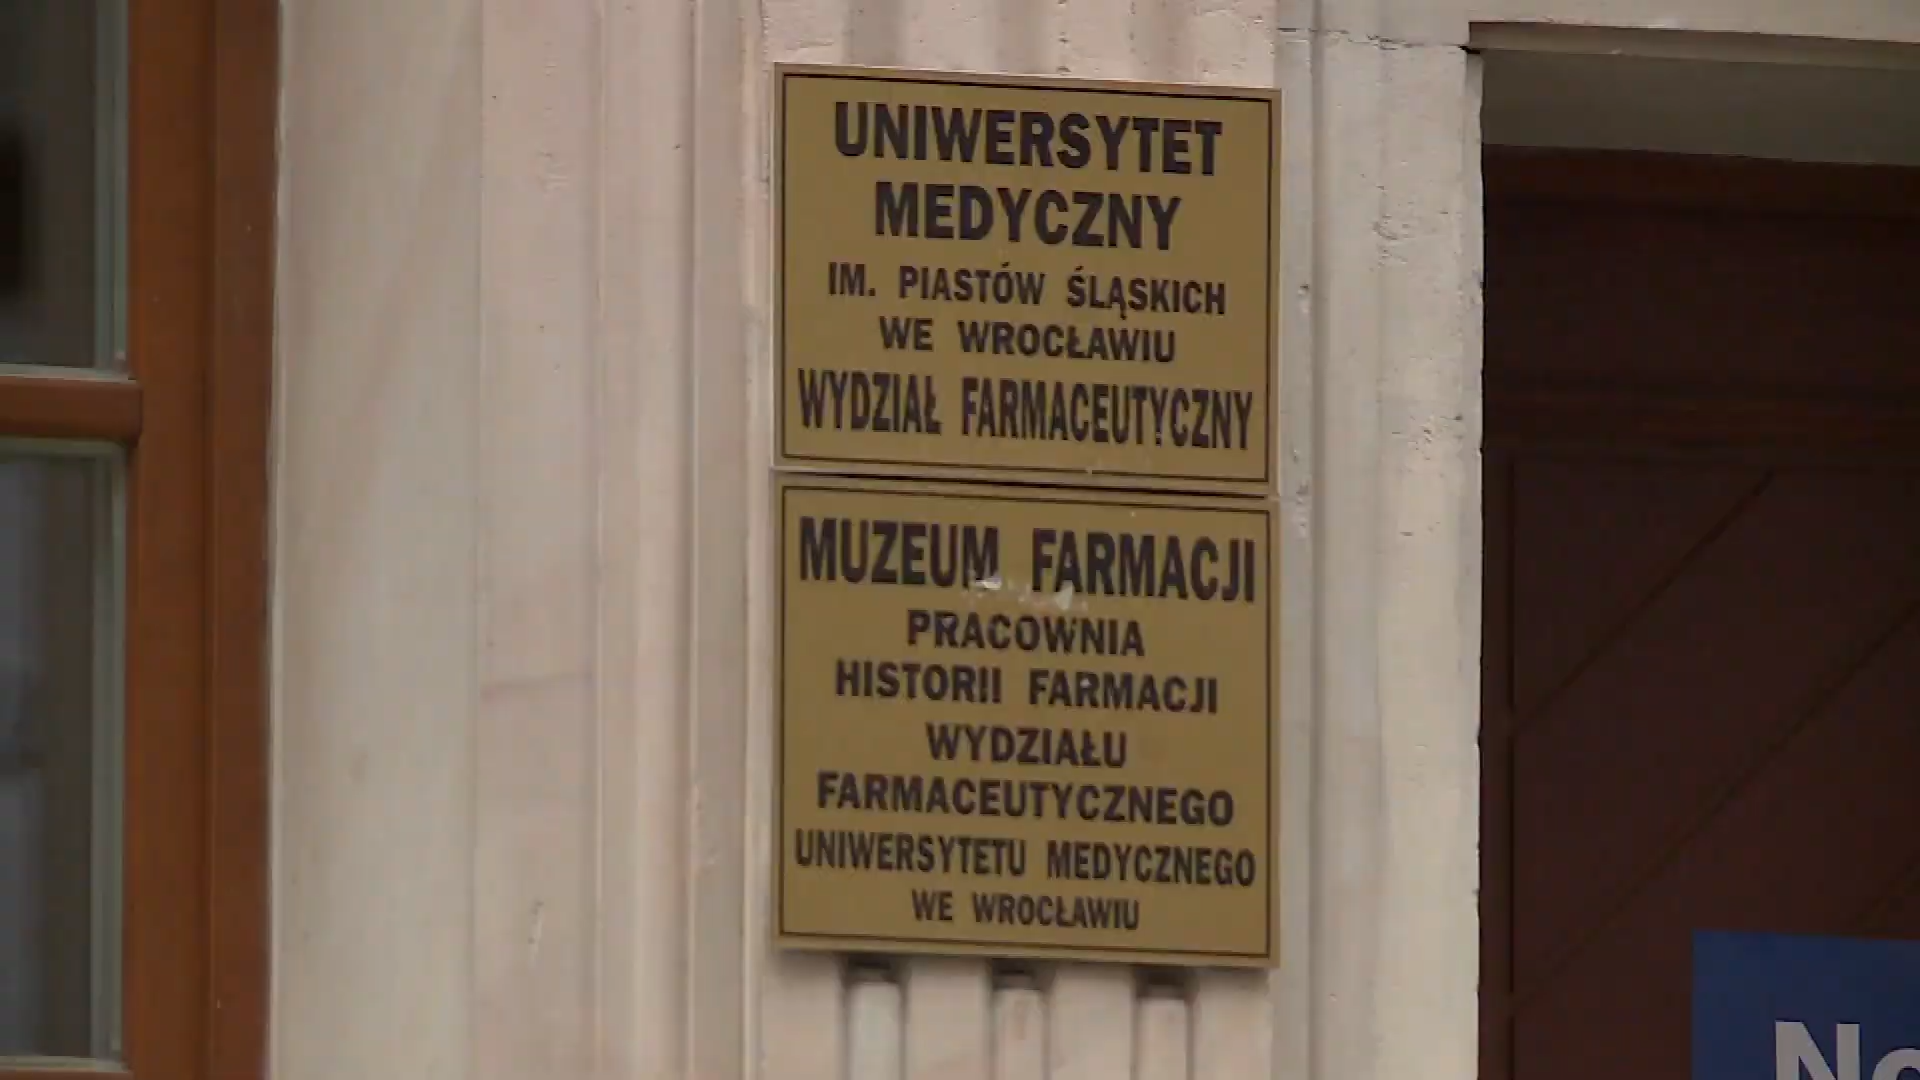 UNIWERSYTET
MEDYCZNY
IM. PIASTÓW ŚLĄSKICH
WE WROCŁAWIU
WYDZIAŁ FARMACEUTYCZNY
MUZEUM FARMACJI
PRACOWNIA
HISTORII FARMACJI
WYDZIAŁU
FARMACEUTYCZNEGO
UNIWERSYTETU MEDYCZNEGO
WE WROCŁAWIU